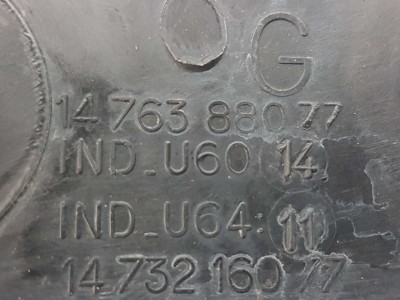 G
14 763 880 77
IND_U60 14
IND_U64: 11
14 732 160 77